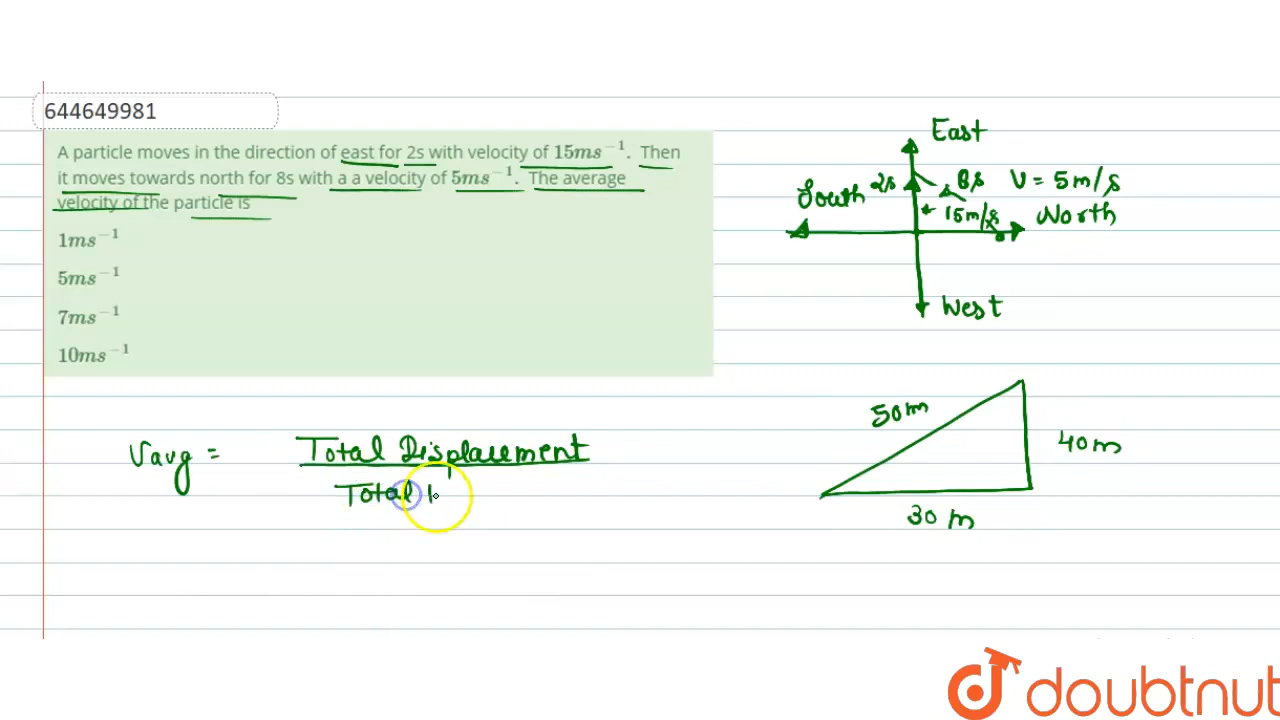 644649981
A particle moves in the direction of east for 2s with velocity of 15ms⁻¹. Then
it moves towards north for 8s with a a velocity of 5ms⁻¹. The average
velocity of the particle is
1ms⁻¹
5ms⁻¹
7ms⁻¹
10ms⁻¹
East
South 2s 8s V = 5m/s
15m/s North
West
50m
40m
30 m
Vavg = Total Displacement
Total
doubtnut